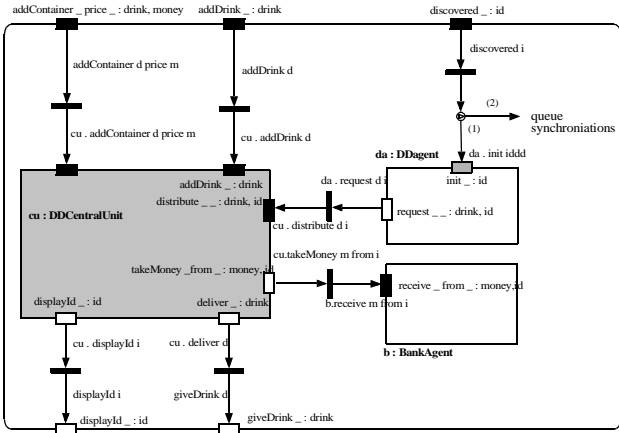 addContainer _ price _ : drink, money
addDrink _ : drink
discovered _ : id
addContainer d price m
addDrink d
discovered i
(2)
queue
synchroniations
(1)
cu . addContainer d price m
cu . addDrink d
da : DDagent
da . init iddd
addDrink _ : drink
init _ : id
da . request d i
distribute _ _ : drink, id
cu : DDCentralUnit
request _ _ : drink, id
cu . distribute d i
cu.takeMoney m from i
takeMoney _from _ : money, id
receive _ from _ : money,id
displayId _ : id
deliver _ : drink
b.receive m from i
cu . displayId i
cu . deliver d
b : BankAgent
displayId i
giveDrink d
displayId _ : id
giveDrink _ : drink